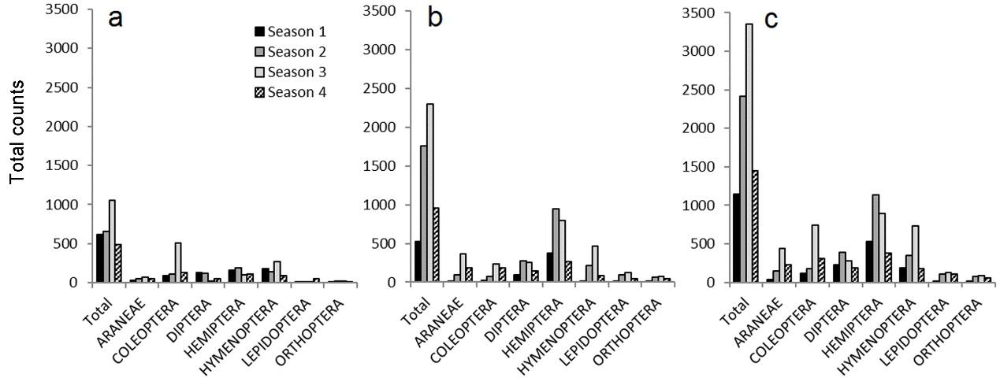 Total counts
a
3500
3000
2500
2000
1500
1000
500
0
Season 1
Season 2
Season 3
Season 4
Total
ARANEAE
COLEOPTERA
DIPTERA
HEMIPTERA
HYMENOPTERA
LEPIDOPTERA
ORTHOPTERA
b
3500
3000
2500
2000
1500
1000
500
0
Total
ARANEAE
COLEOPTERA
DIPTERA
HEMIPTERA
HYMENOPTERA
LEPIDOPTERA
ORTHOPTERA
c
3500
3000
2500
2000
1500
1000
500
0
Total
ARANEAE
COLEOPTERA
DIPTERA
HEMIPTERA
HYMENOPTERA
LEPIDOPTERA
ORTHOPTERA